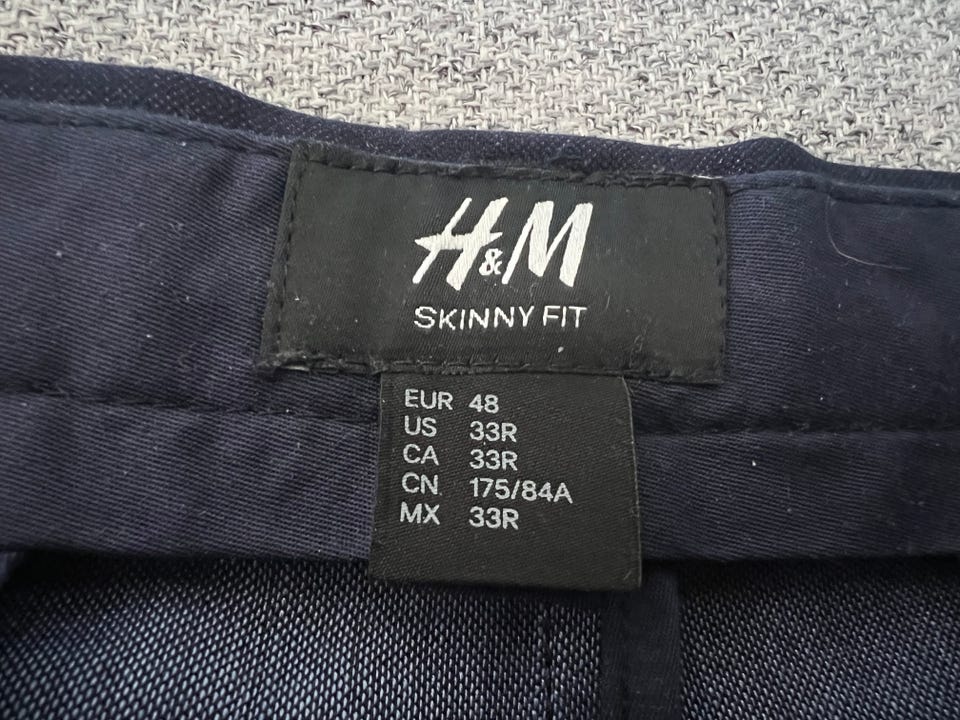 H&M
SKINNY FIT
EUR 48
US 33R
CA 33R
CN 175/84A
MX 33R